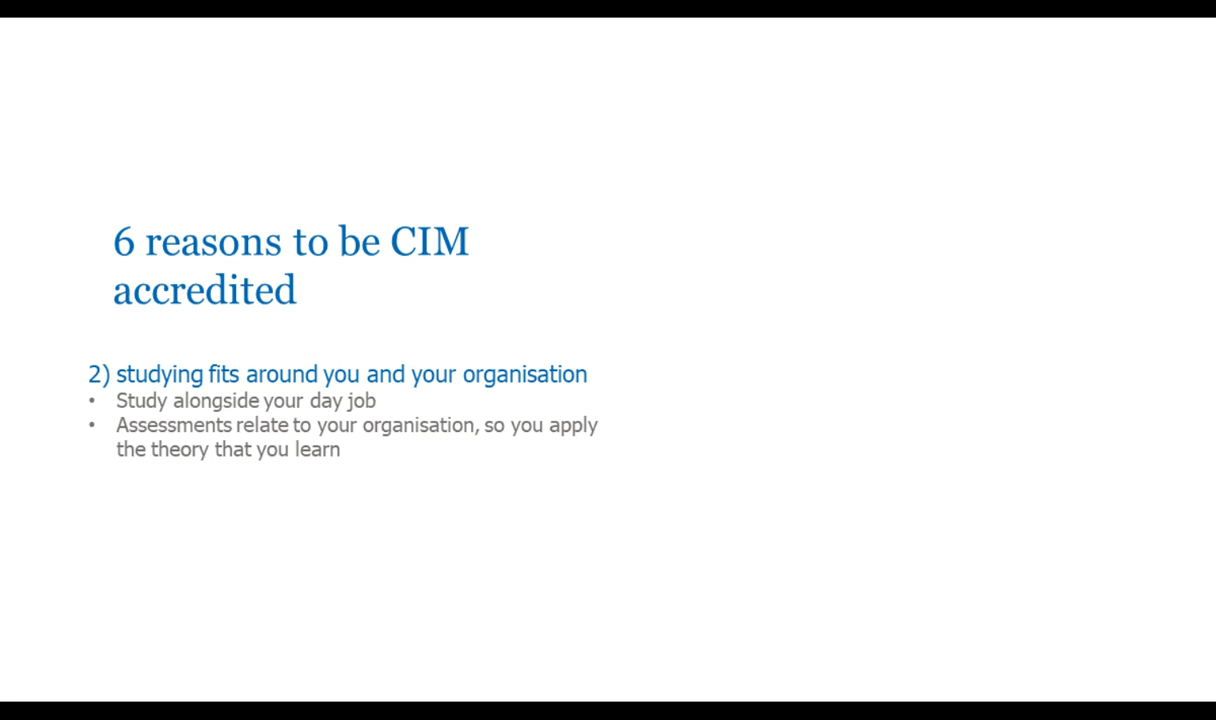 6 reasons to be CIM
accredited
2) studying fits around you and your organisation
• Study alongside your day job
• Assessments relate to your organisation, so you apply
the theory that you learn